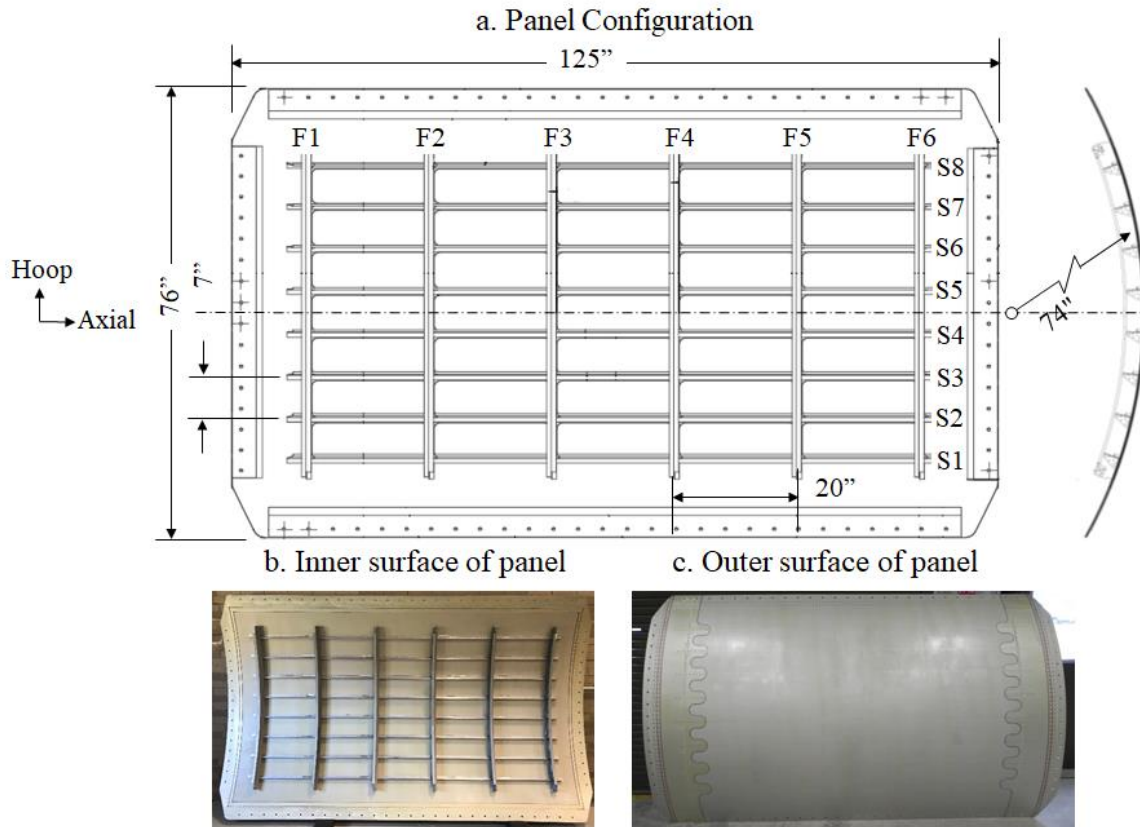 a. Panel Configuration
125”
F1 F2 F3 F4 F5 F6
S8
S7
S6
S5
S4
S3
S2
S1
Hoop
Axial
76”
7”
74”
20”
b. Inner surface of panel
c. Outer surface of panel